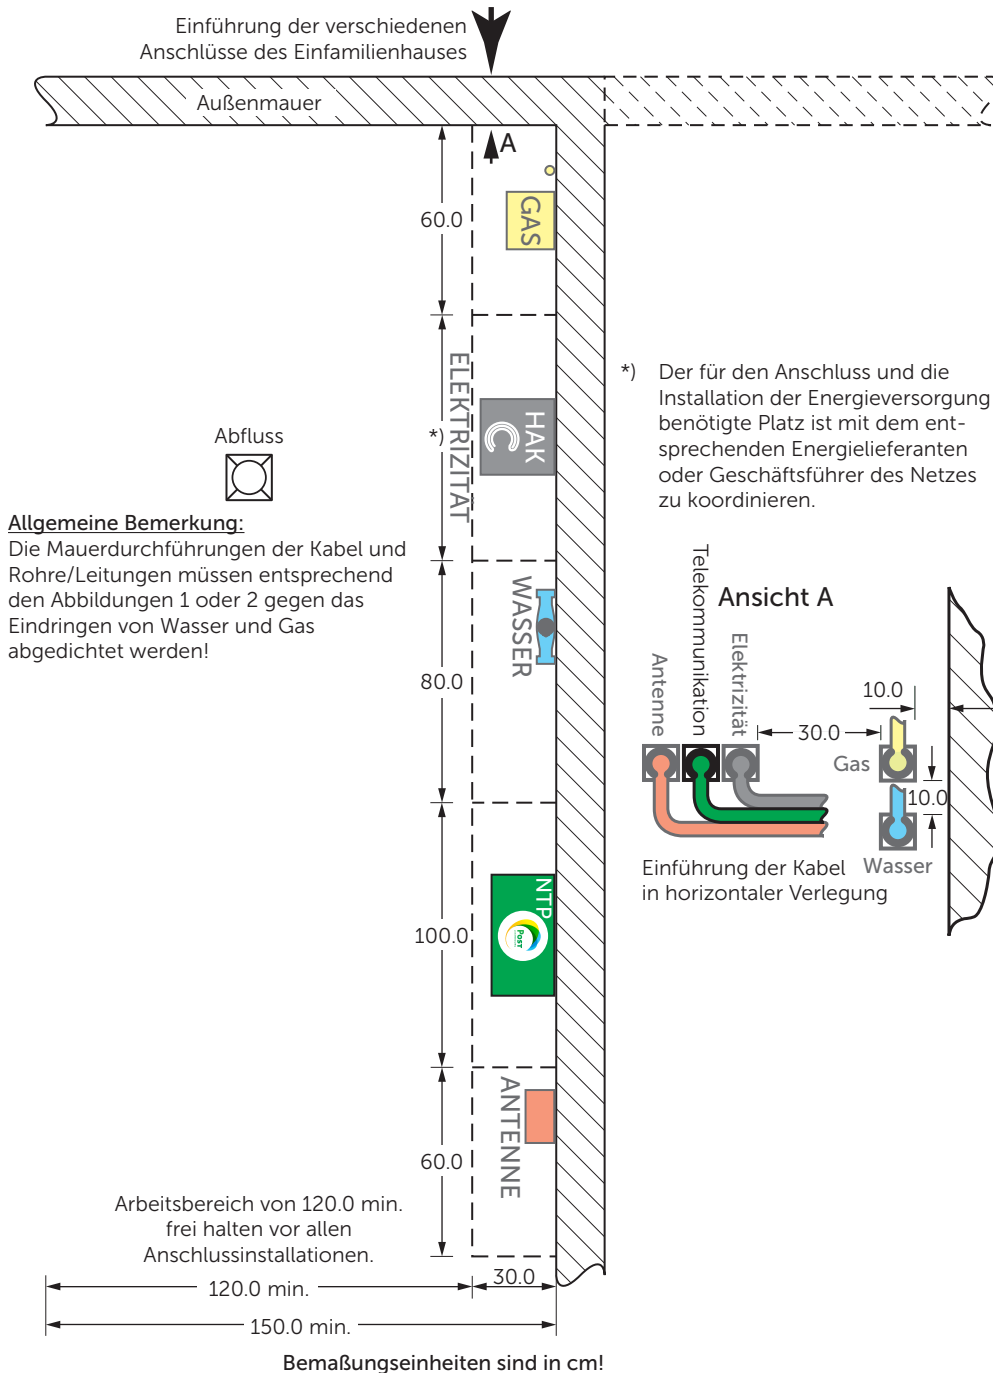 Einführung der verschiedenen
Anschlüsse des Einfamilienhauses
Außenmauer
A
GAS
60.0
ELEKTRIZITÄT
*)
HAK
*) Der für den Anschluss und die
Installation der Energieversorgung
benötigte Platz ist mit dem ent-
sprechenden Energielieferanten
oder Geschäftsführer des Netzes
zu koordinieren.
Abfluss
Allgemeine Bemerkung:
Die Mauerdurchführungen der Kabel und
Rohre/Leitungen müssen entsprechend
den Abbildungen 1 oder 2 gegen das
Eindringen von Wasser und Gas
abgedichtet werden!
WASSER
80.0
Ansicht A
Antenne
Telekommunikation
Elektrizität
10.0
30.0
Gas
10.0
Wasser
Einführung der Kabel
in horizontaler Verlegung
NTP
POST
100.0
ANTENNE
60.0
Arbeitsbereich von 120.0 min.
frei halten vor allen
Anschlussinstallationen.
120.0 min.
30.0
150.0 min.
Bemaßungseinheiten sind in cm!